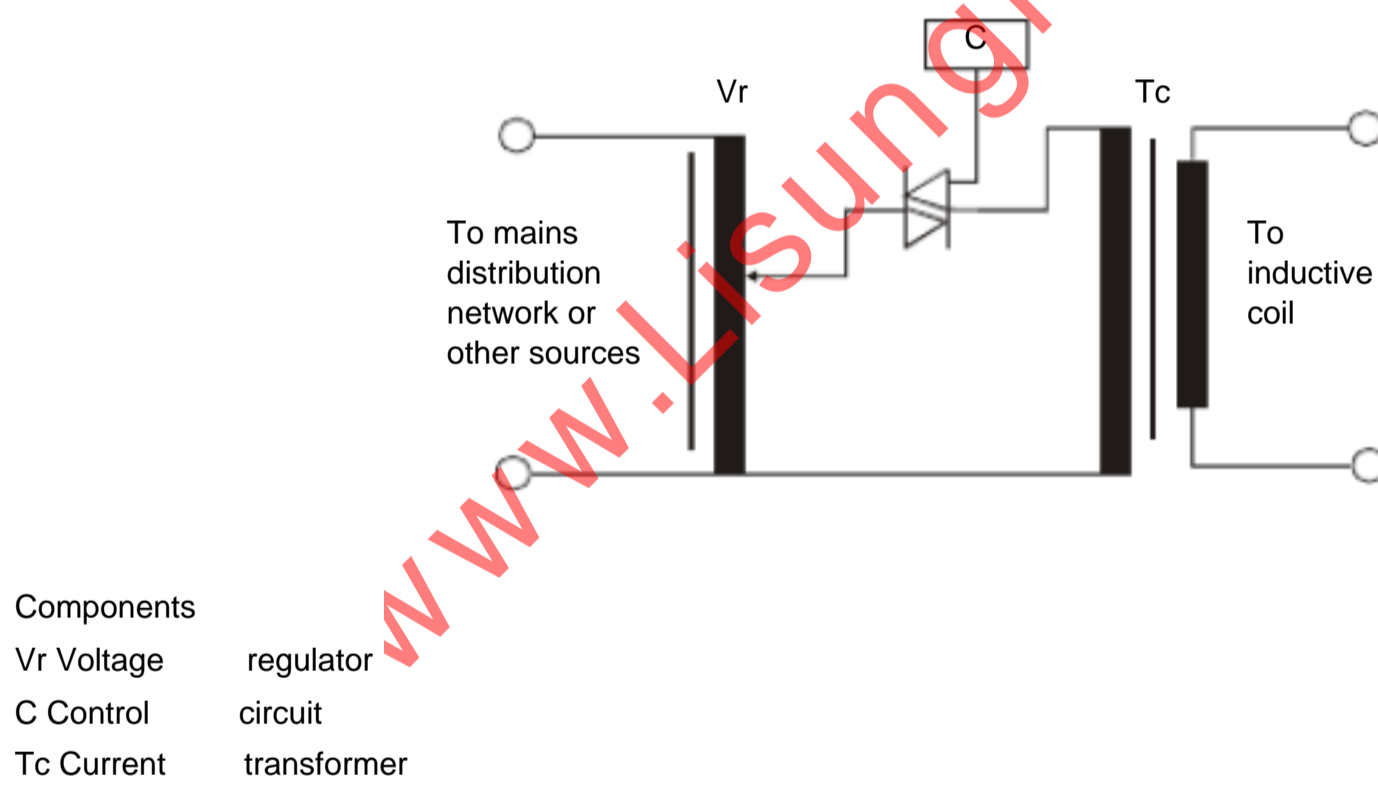 C
Vr
Tc
To mains
distribution
network or
other sources
To
inductive
coil
www.Lisung
Components
Vr Voltage regulator
C Control circuit
Tc Current transformer